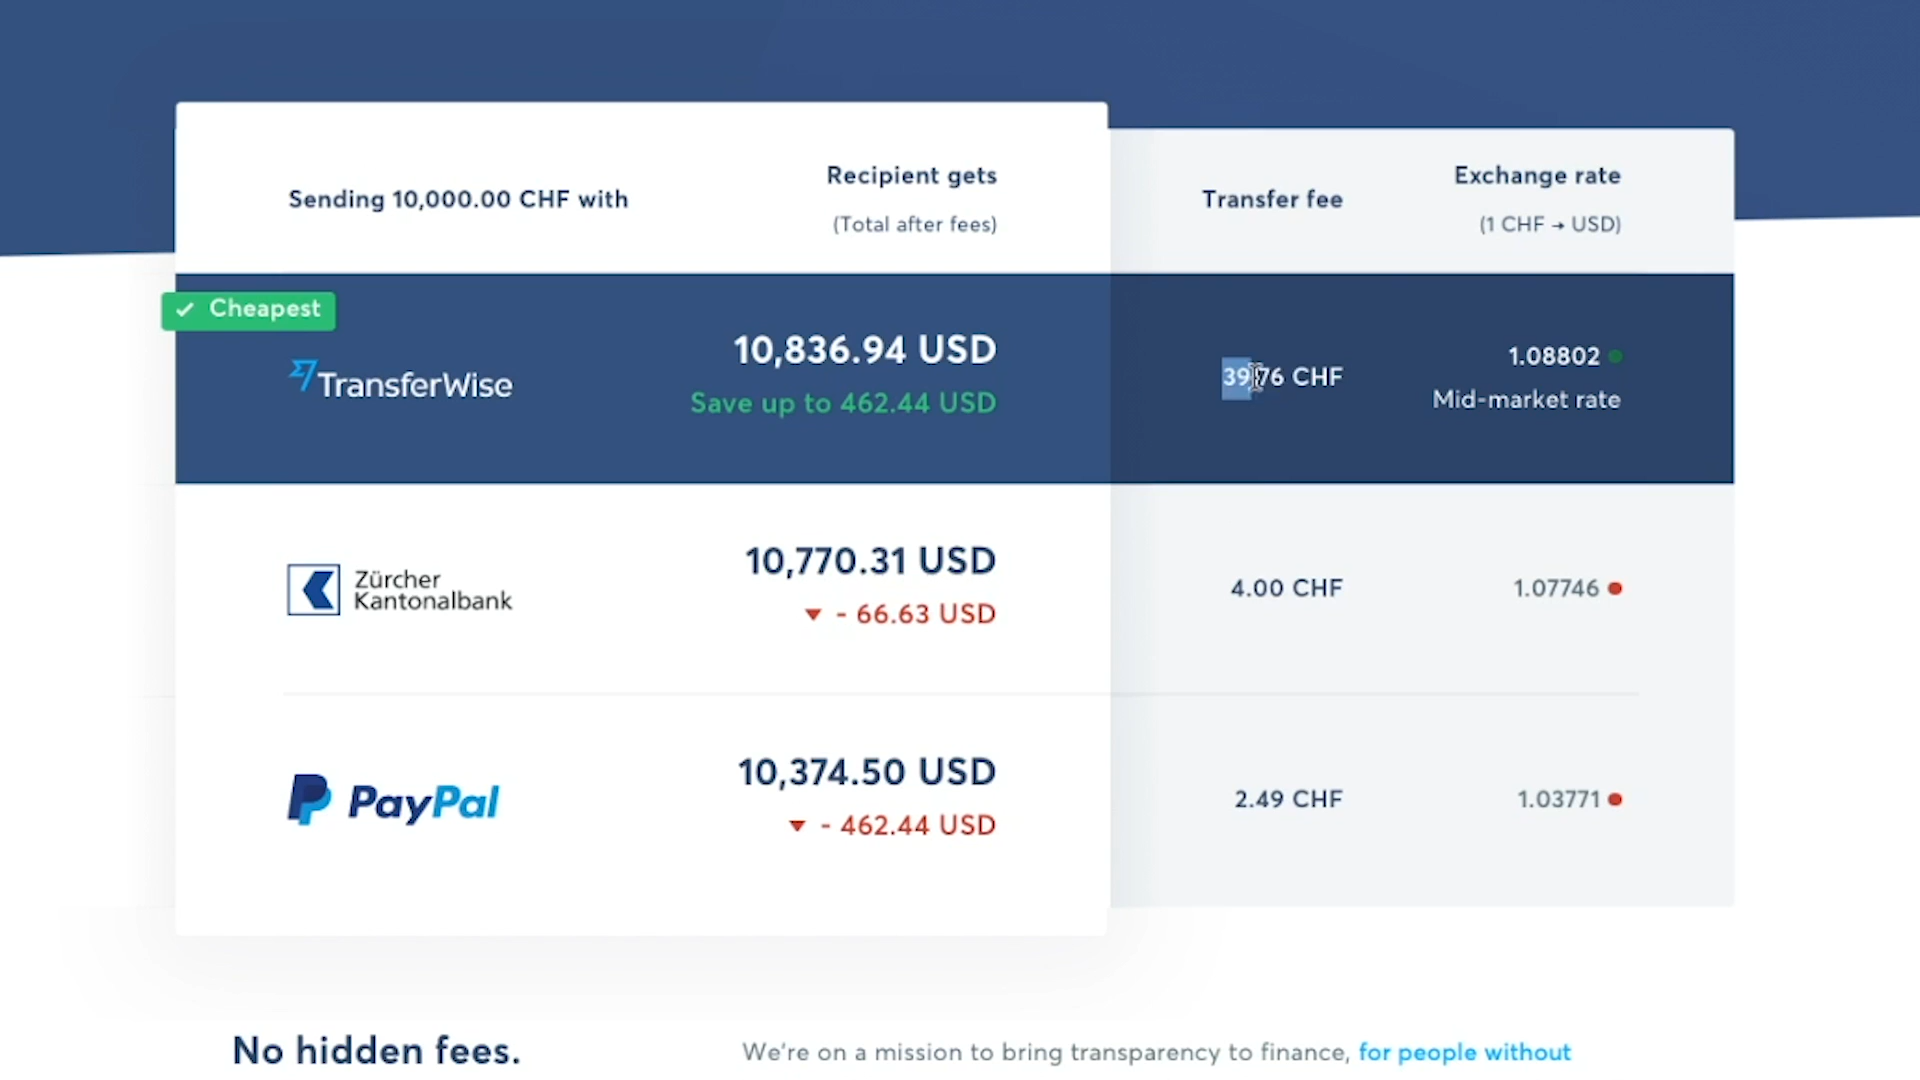 Sending 10,000.00 CHF with
Recipient gets
(Total after fees)
Transfer fee
Exchange rate
(1 CHF → USD)
Cheapest
TransferWise
10,836.94 USD
Save up to 462.44 USD
39.76 CHF
1.08802
Mid-market rate
Zürcher
Kantonalbank
10,770.31 USD
- 66.63 USD
4.00 CHF
1.07746
PayPal
10,374.50 USD
- 462.44 USD
2.49 CHF
1.03771
No hidden fees.
We're on a mission to bring transparency to finance, for people without